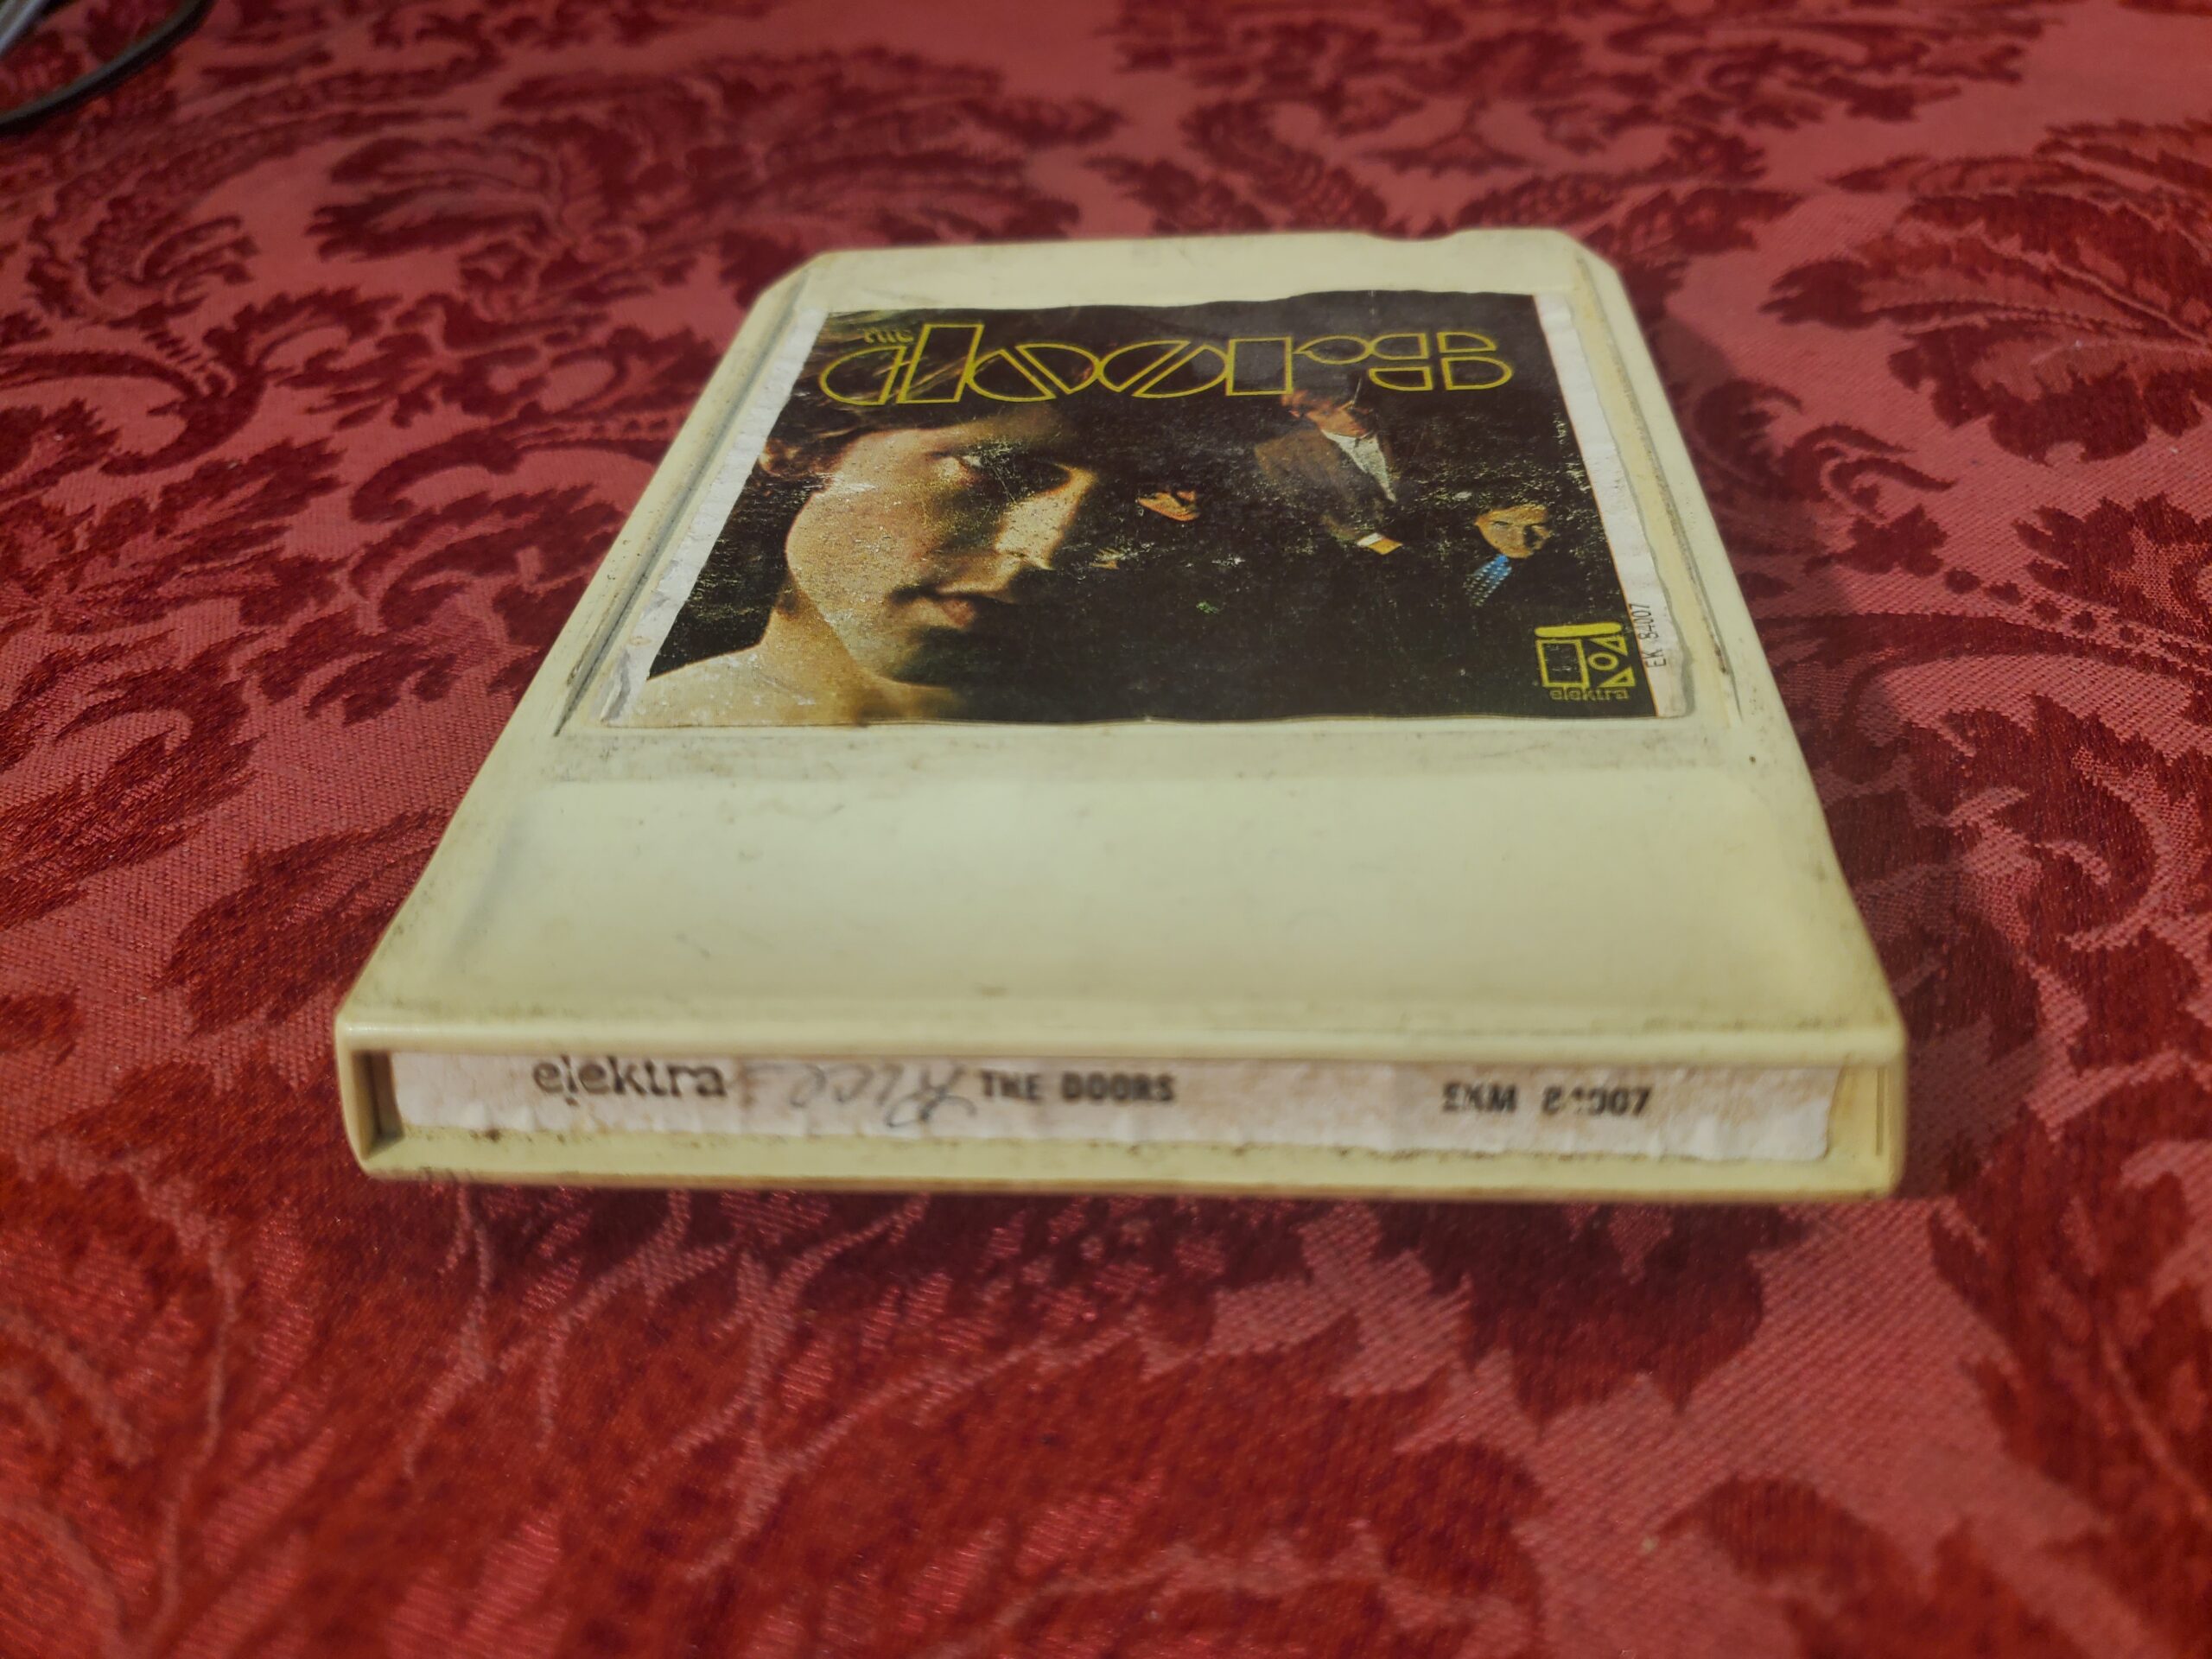 THE
DOORS
EK 84007
elektra
elektra THE DOORS EKM 84007